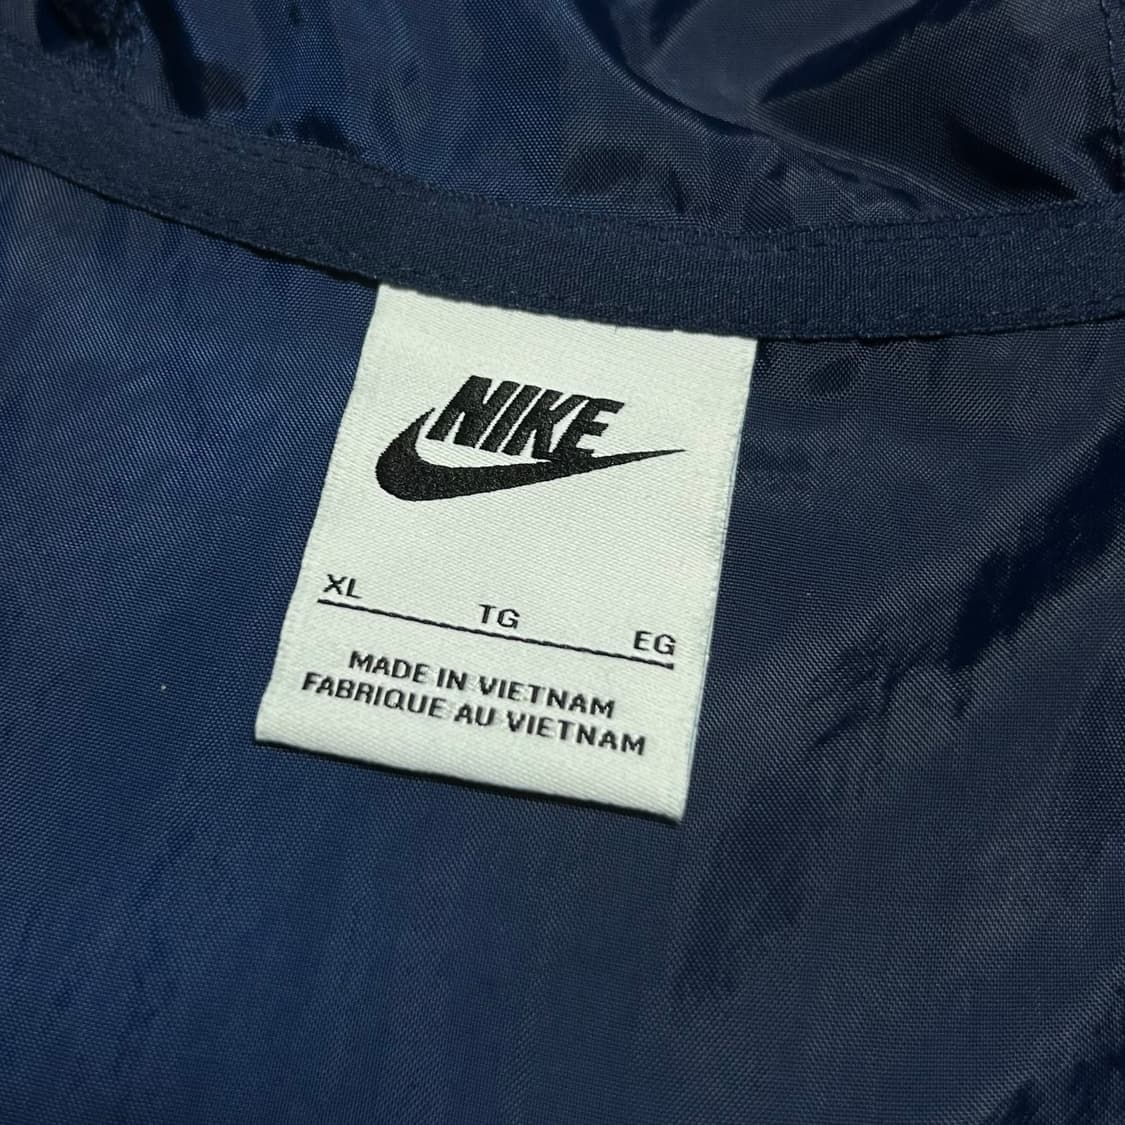 NIKE
XL TG EG
MADE IN VIETNAM
FABRIQUE AU VIETNAM